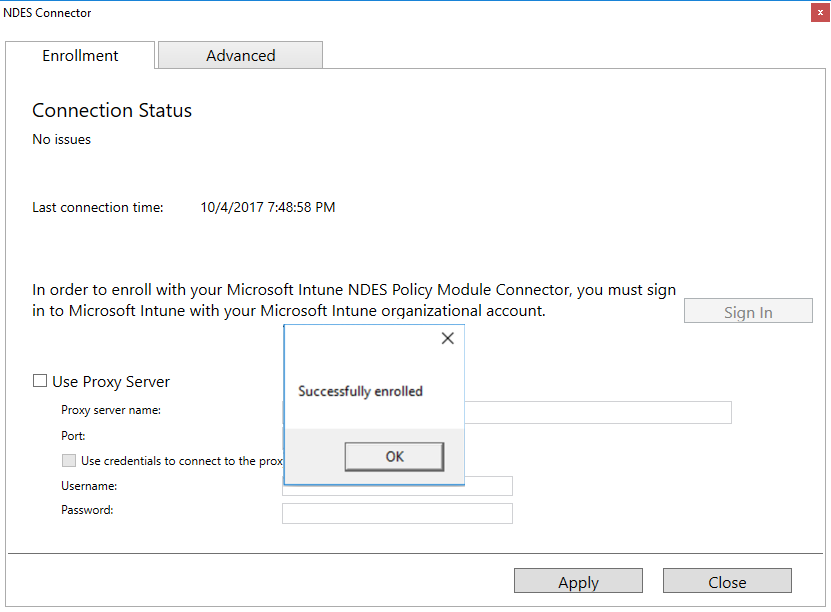 NDES Connector
Enrollment
Advanced
Connection Status
No issues
Last connection time:
10/4/2017 7:48:58 PM
In order to enroll with your Microsoft Intune NDES Policy Module Connector, you must sign
in to Microsoft Intune with your Microsoft Intune organizational account.
Sign In
Use Proxy Server
Successfully enrolled
Proxy server name:
Port:
OK
Use credentials to connect to the prox
Username:
Password:
Apply
Close